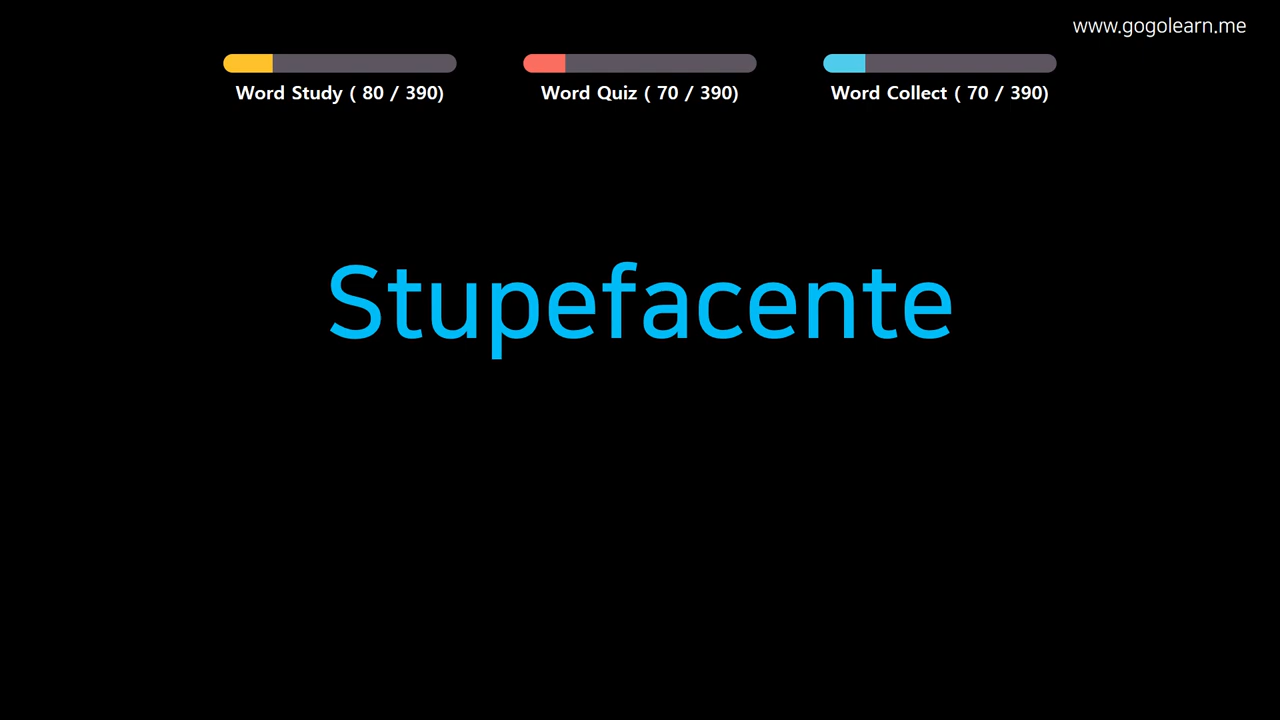 www.gogolearn.me
Word Study ( 80 / 390)
Word Quiz ( 70 / 390)
Word Collect ( 70 / 390)
Stupefacente